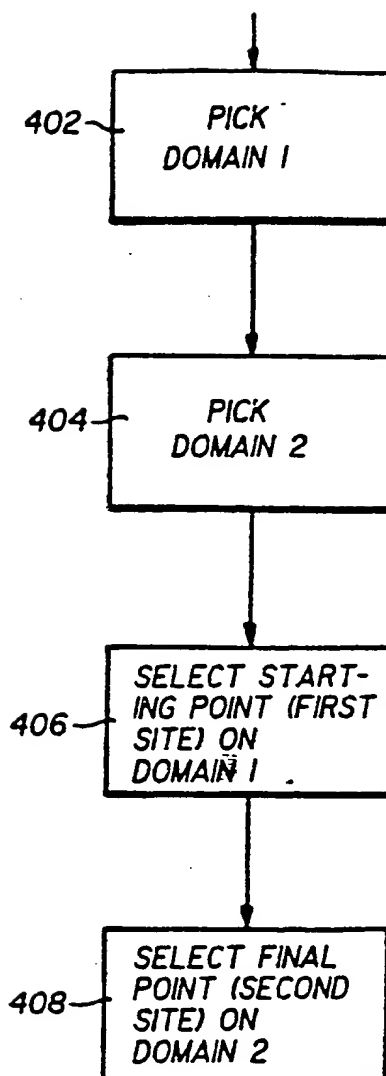 402
PICK
DOMAIN 1
404
PICK
DOMAIN 2
406
SELECT START-
ING POINT (FIRST
SITE) ON
DOMAIN 1
408
SELECT FINAL
POINT (SECOND
SITE) ON
DOMAIN 2